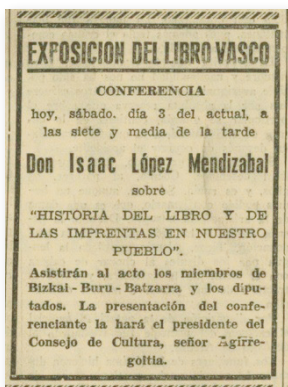 EXPOSICION DEL LIBRO VASCO
CONFERENCIA
hoy, sábado. día 3 del actual, a
las siete y media de la tarde
Don Isaac López Mendizabal
sobre
"HISTORIA DEL LIBRO Y DE
LAS IMPRENTAS EN NUESTRO
PUEBLO".
Asistirán al acto los miembros de
Bizkai-Buru-Batzarra y los dipu-
tados. La presentación del confe-
renciante la hará el presidente del
Consejo de Cultura, señor Agirre-
goitia.